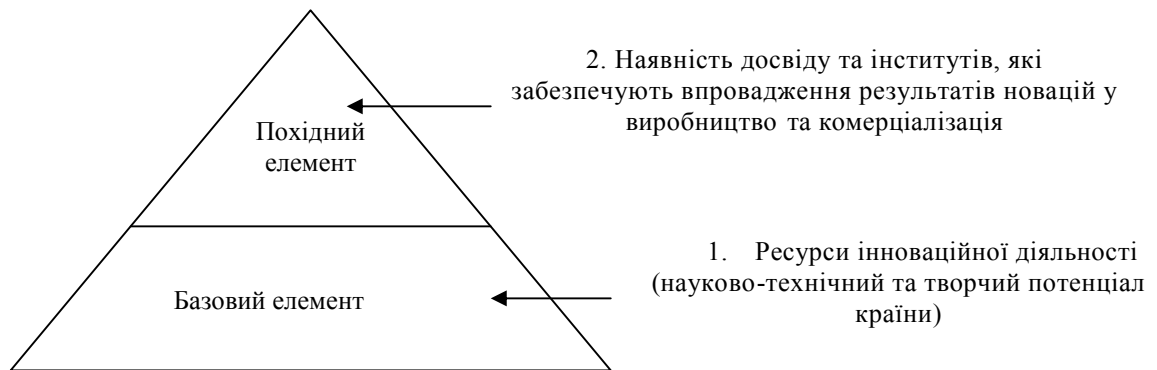 2. Наявність досвіду та інститутів, які
забезпечують впровадження результатів новацій у
виробництво та комерціалізація
Похідний
елемент
1. Ресурси інноваційної діяльності
(науково-технічний та творчий потенціал
країни)
Базовий елемент